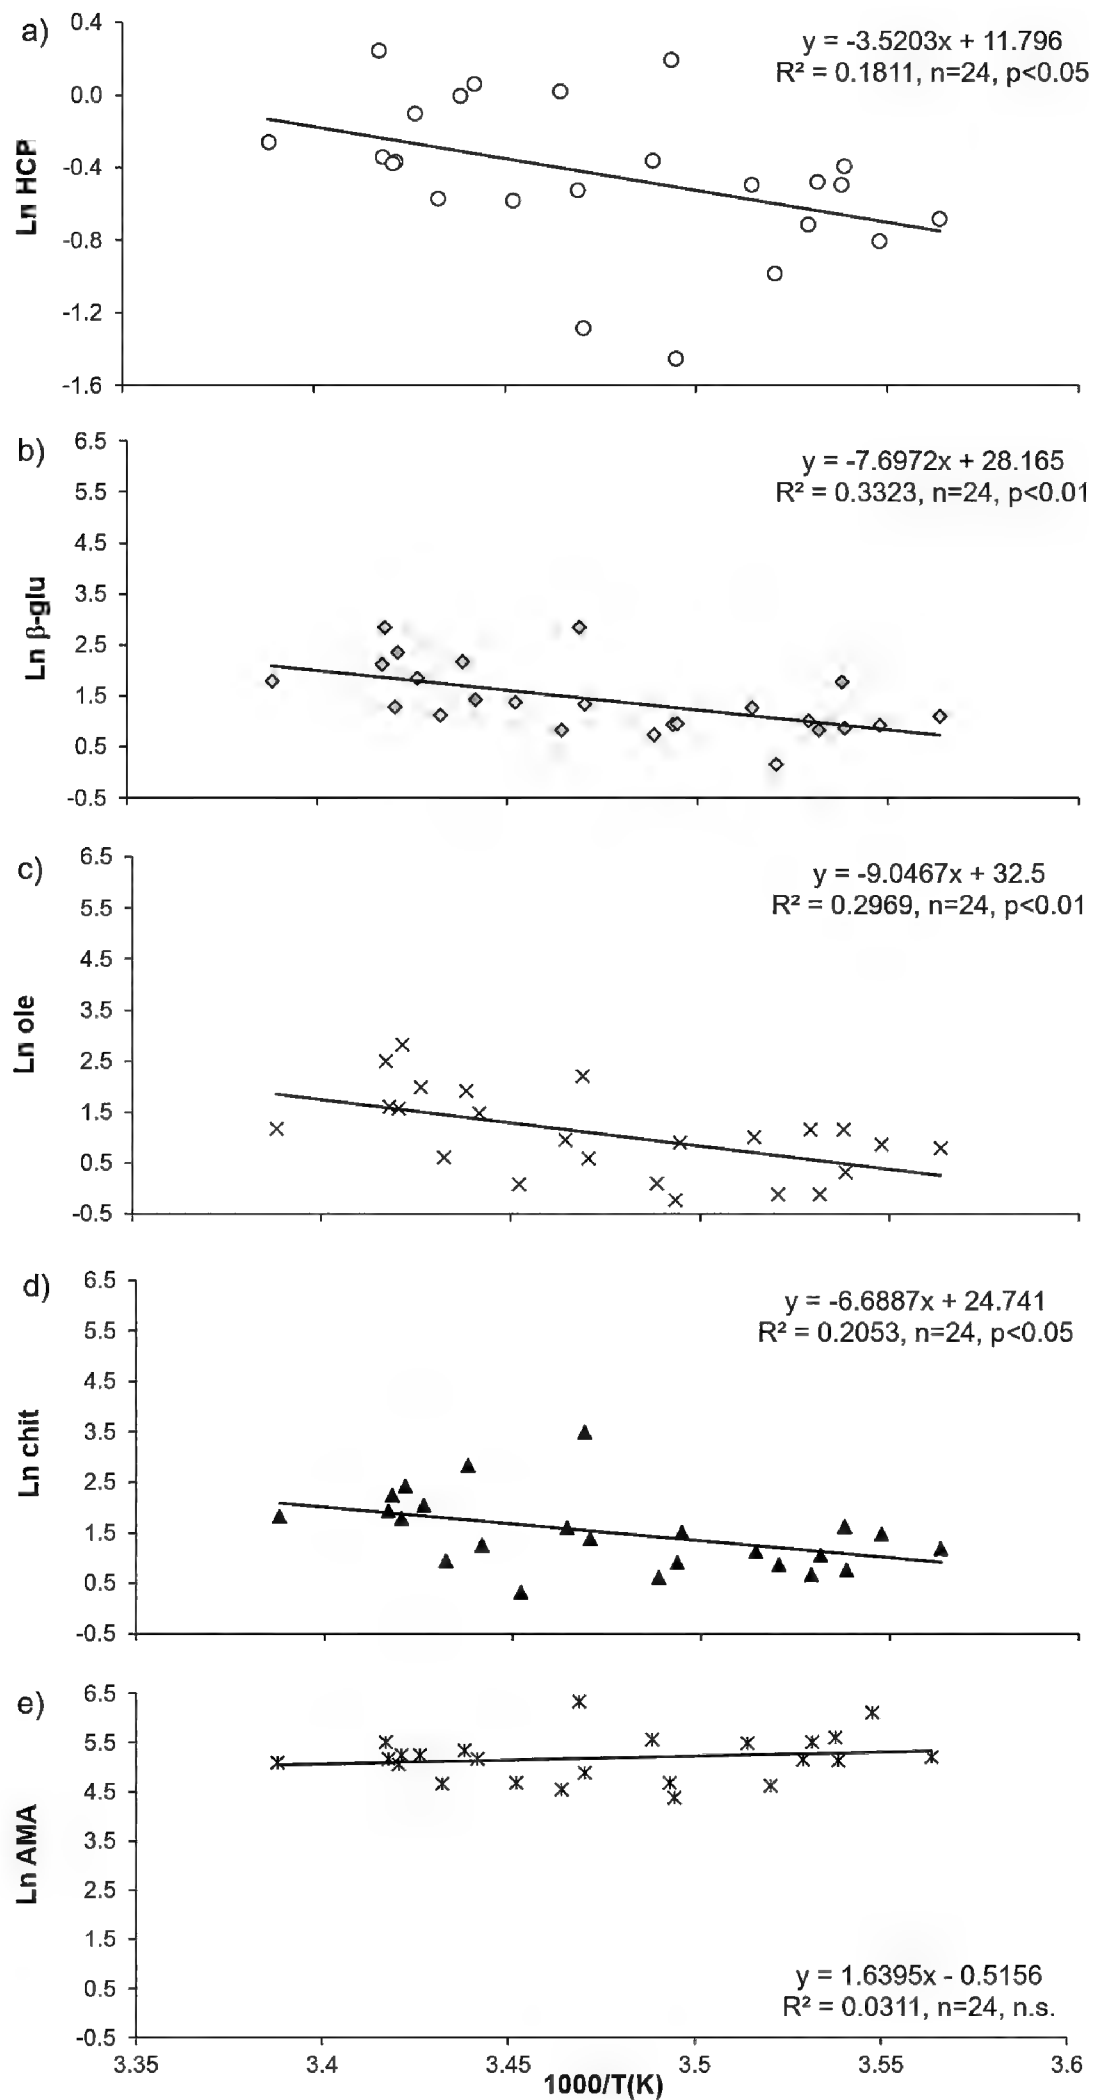 a)
0.4
0.0
-0.4
-0.8
-1.2
-1.6
Ln HCP
y = -3.5203x + 11.796
R² = 0.1811, n=24, p<0.05
b)
6.5
5.5
4.5
3.5
2.5
1.5
0.5
-0.5
Ln β-glu
y = -7.6972x + 28.165
R² = 0.3323, n=24, p<0.01
c)
6.5
5.5
4.5
3.5
2.5
1.5
0.5
-0.5
Ln ole
y = -9.0467x + 32.5
R² = 0.2969, n=24, p<0.01
d)
6.5
5.5
4.5
3.5
2.5
1.5
0.5
-0.5
Ln chit
y = -6.6887x + 24.741
R² = 0.2053, n=24, p<0.05
e)
6.5
5.5
4.5
3.5
2.5
1.5
0.5
-0.5
Ln AMA
y = 1.6395x - 0.5156
R² = 0.0311, n=24, n.s.
3.35 3.4 3.45 3.5 3.55 3.6
1000/T(K)